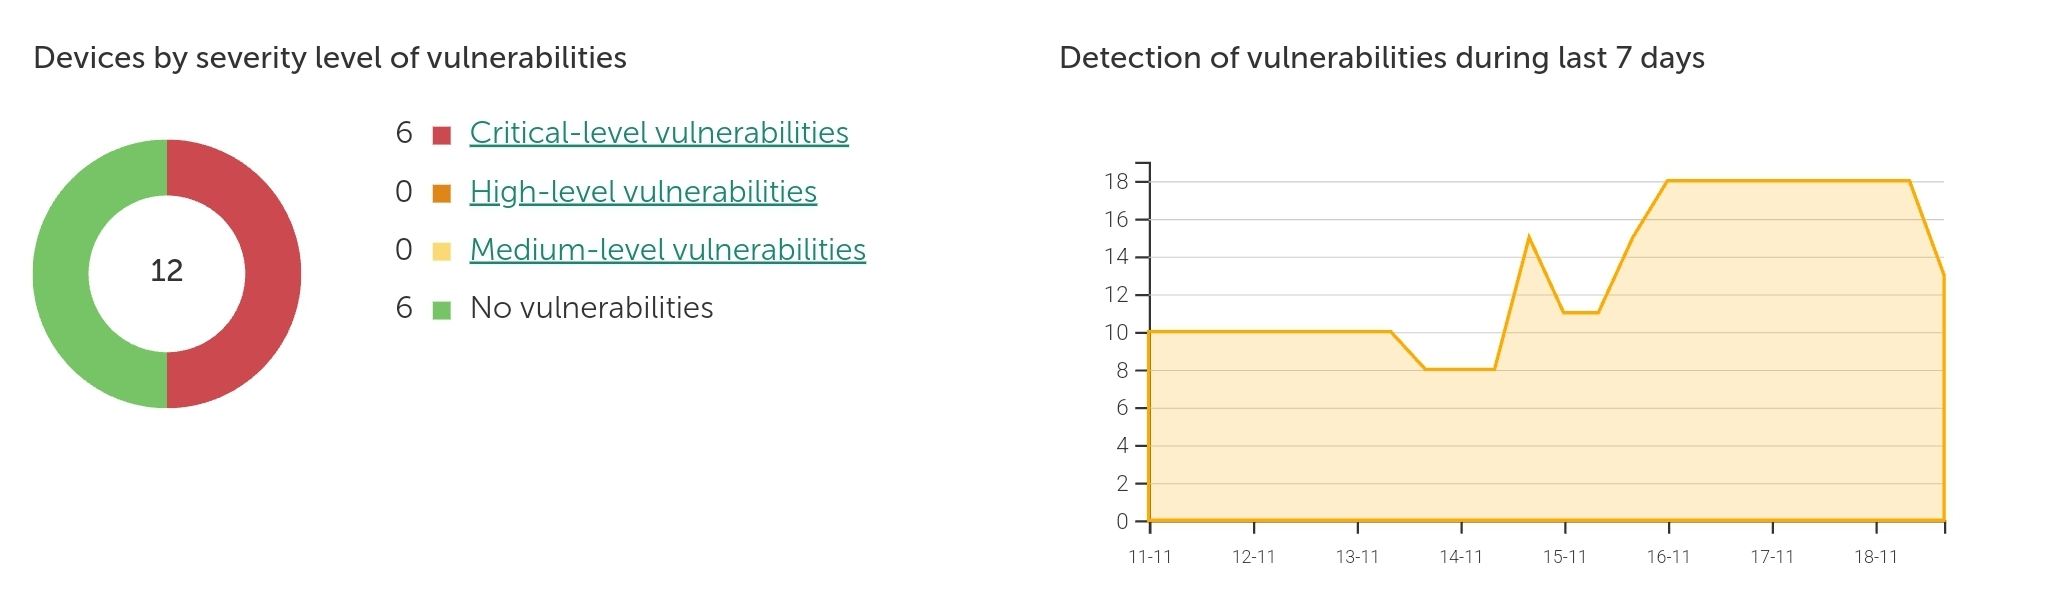 Devices by severity level of vulnerabilities
12
6 Critical-level vulnerabilities
0 High-level vulnerabilities
0 Medium-level vulnerabilities
6 No vulnerabilities
Detection of vulnerabilities during last 7 days
18
16
14
12
10
8
6
4
2
0
11-11 12-11 13-11 14-11 15-11 16-11 17-11 18-11